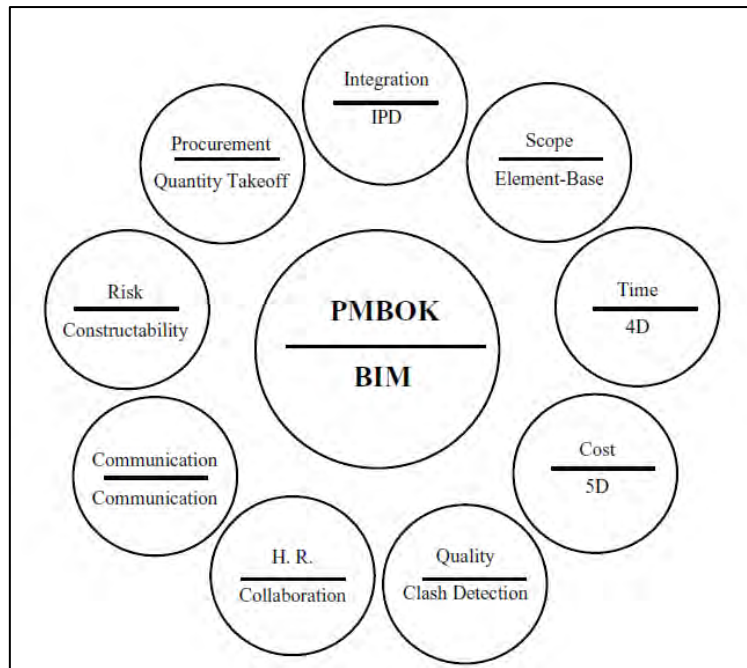 Integration
IPD
Scope
Element-Base
Time
4D
Cost
5D
Quality
Clash Detection
H. R.
Collaboration
Communication
Communication
Risk
Constructability
Procurement
Quantity Takeoff
PMBOK
BIM